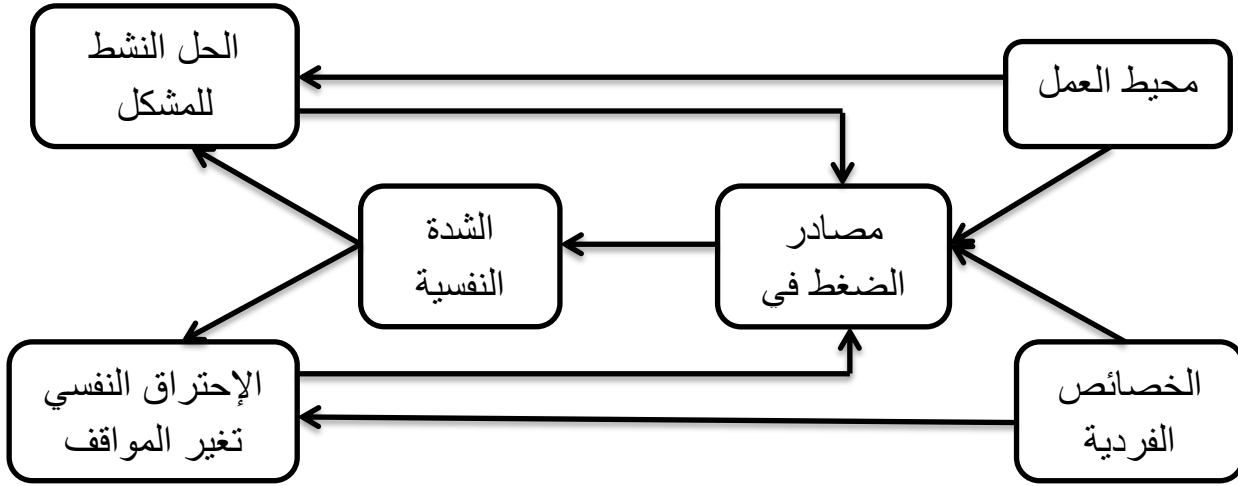 محيط العمل
الحل النشط
للمشكل
مصادر
الضغط في
الشدة
النفسية
الخصائص
الفردية
الإحتراق النفسي
تغير المواقف